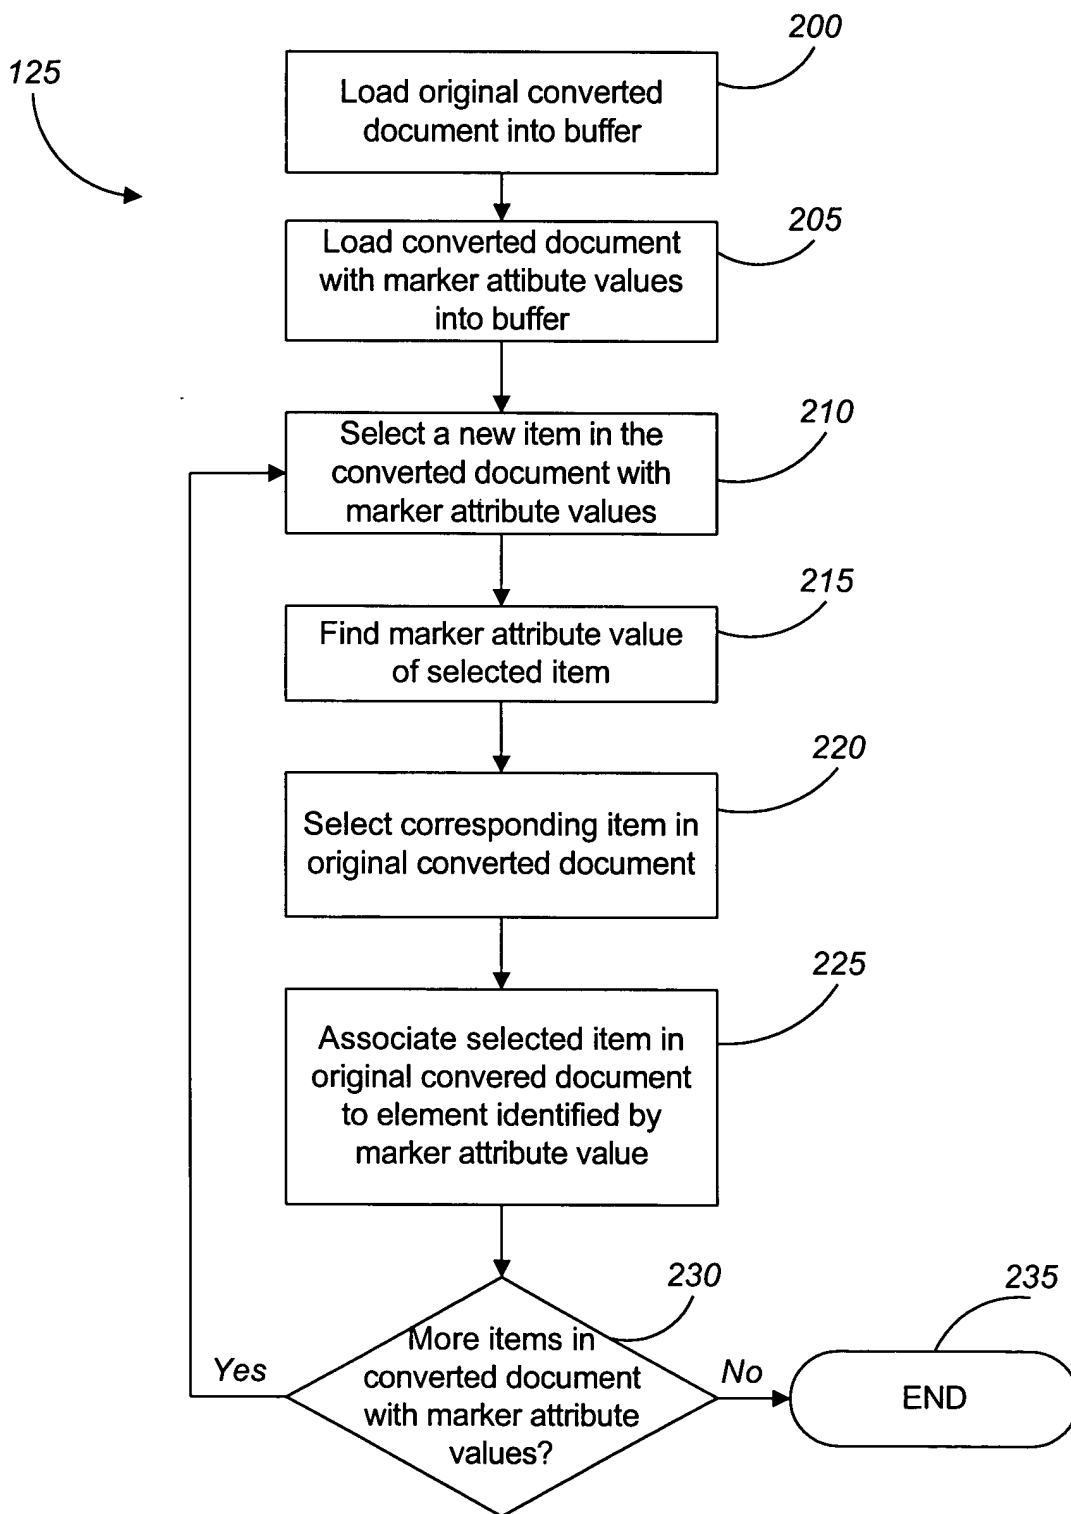 200
125
Load original converted
document into buffer
205
Load converted document
with marker attibute values
into buffer
210
Select a new item in the
converted document with
marker attribute values
215
Find marker attribute value
of selected item
220
Select corresponding item in
original converted document
225
Associate selected item in
original convered document
to element identified by
marker attribute value
230
235
More items in
converted document
with marker attribute
values?
Yes
No
END